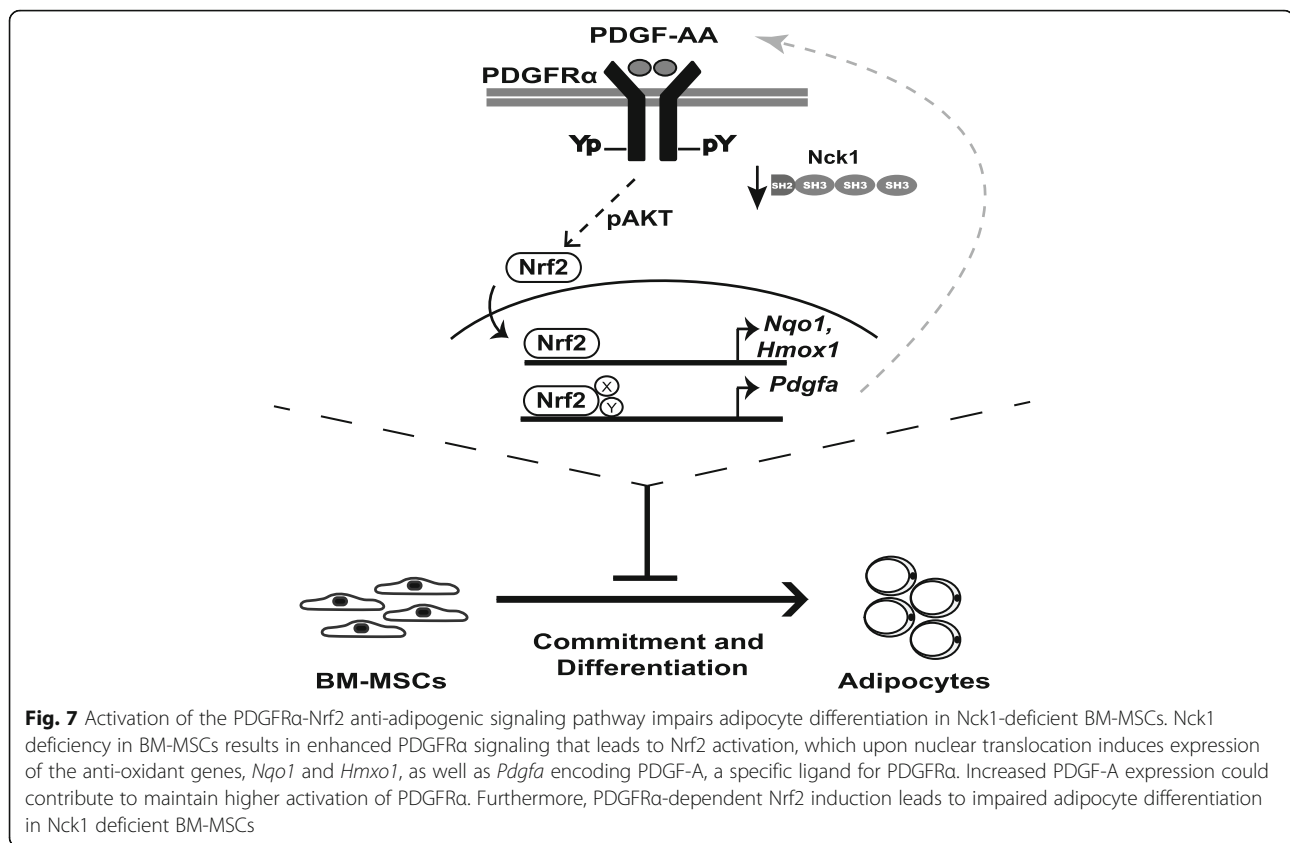 PDGF-AA
PDGFRα
Yp
pY
Nck1
SH2 SH3 SH3 SH3
pAKT
Nrf2
Nrf2
Nqo1,
Hmox1
Nrf2
X
Y
Pdgfa
Commitment and
Differentiation
BM-MSCs
Adipocytes
Fig. 7 Activation of the PDGFRα-Nrf2 anti-adipogenic signaling pathway impairs adipocyte differentiation in Nck1-deficient BM-MSCs. Nck1
deficiency in BM-MSCs results in enhanced PDGFRα signaling that leads to Nrf2 activation, which upon nuclear translocation induces expression
of the anti-oxidant genes, Nqo1 and Hmxo1, as well as Pdgfa encoding PDGF-A, a specific ligand for PDGFRα. Increased PDGF-A expression could
contribute to maintain higher activation of PDGFRα. Furthermore, PDGFRα-dependent Nrf2 induction leads to impaired adipocyte differentiation
in Nck1 deficient BM-MSCs